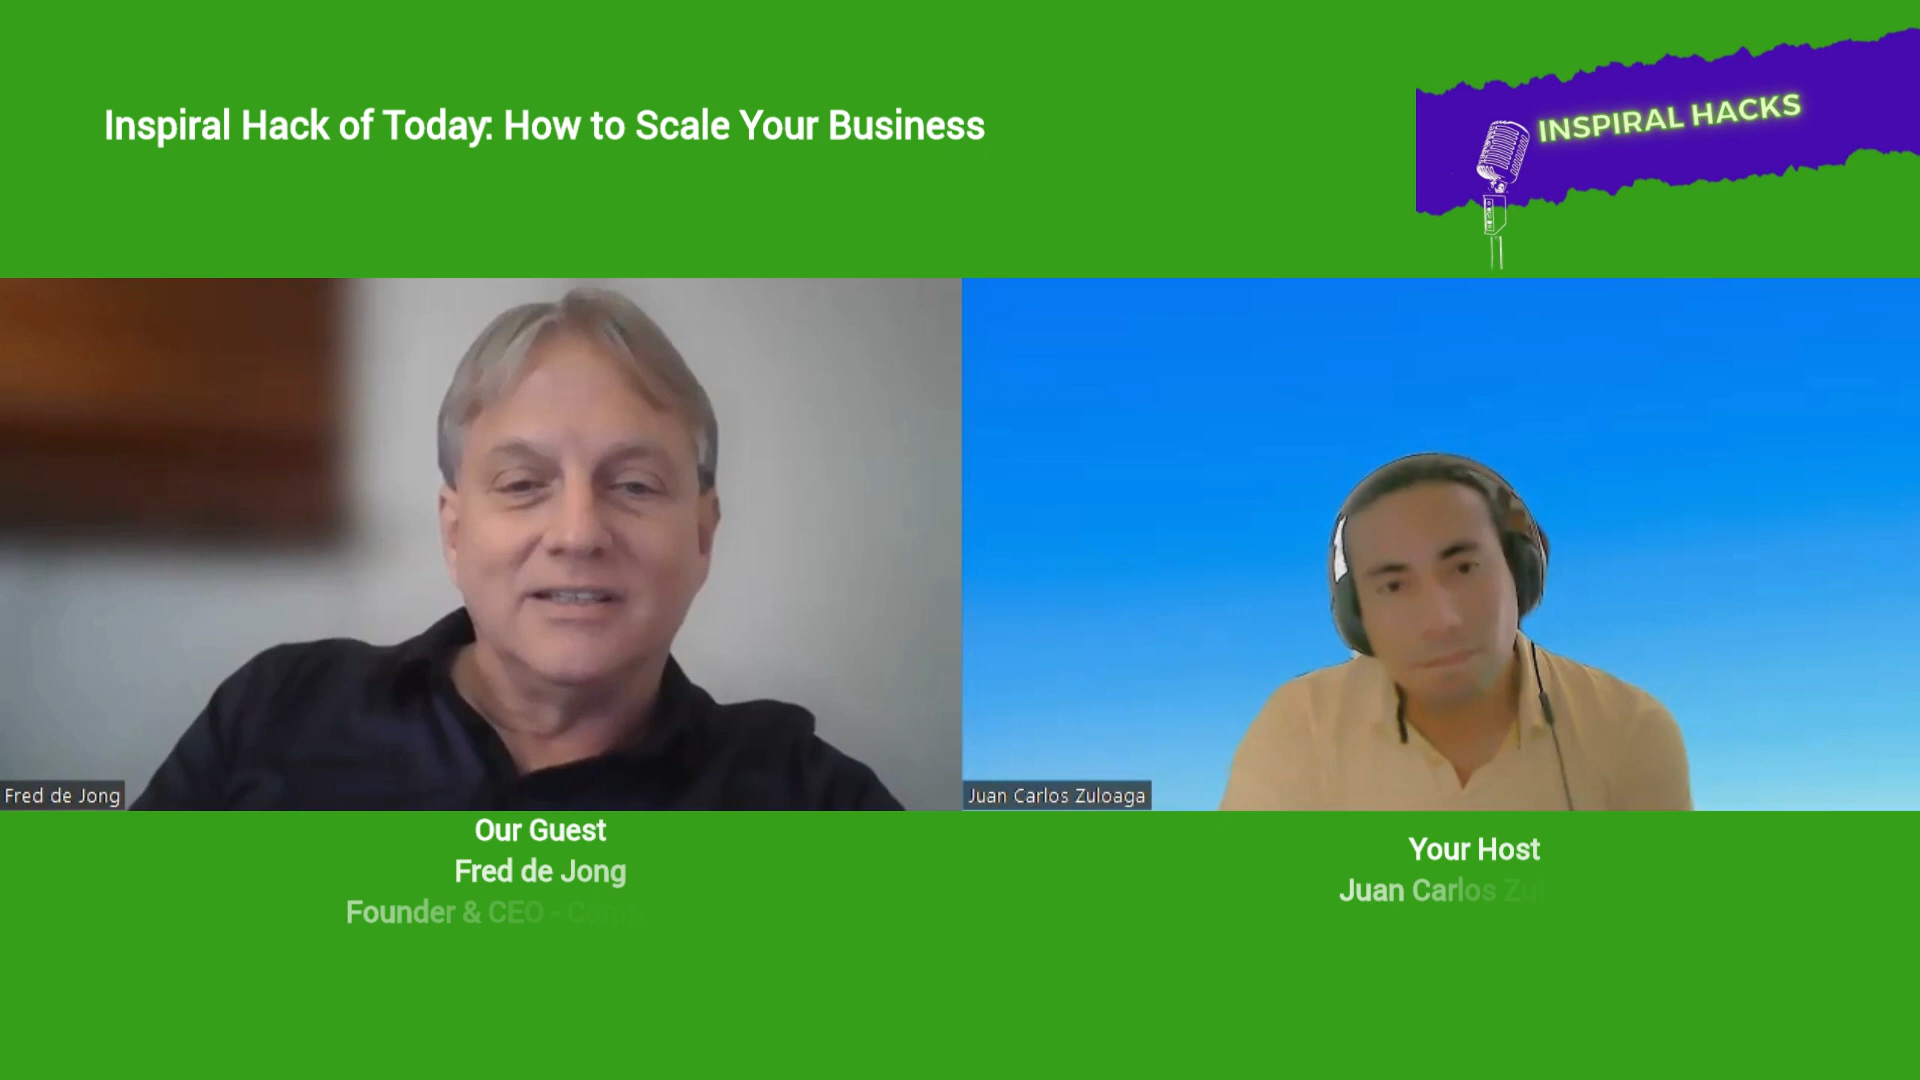 Inspiral Hack of Today: How to Scale Your Business
INSPIRAL HACKS
Fred de Jong
Juan Carlos Zuloaga
Our Guest
Fred de Jong
Founder & CEO -
Your Host
Juan Carlos